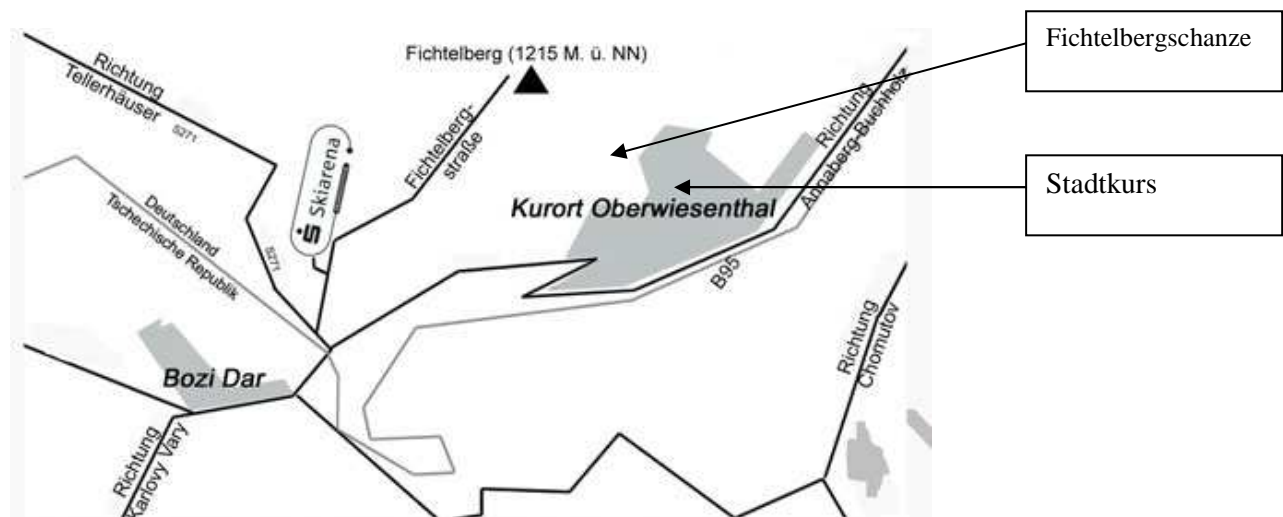 Fichtelbergschanze
Stadtkurs
Fichtelberg (1215 M. ü. NN)
Richtung
Tellerhäuser
S271
Fichtelberg-
straße
Richtung
Annaberg-Buchholz
Skiarena
Kurort Oberwiesenthal
Deutschland
Tschechische Republik
S271
B95
Richtung
Chomutov
Bozi Dar
Richtung
Karlovy Vary